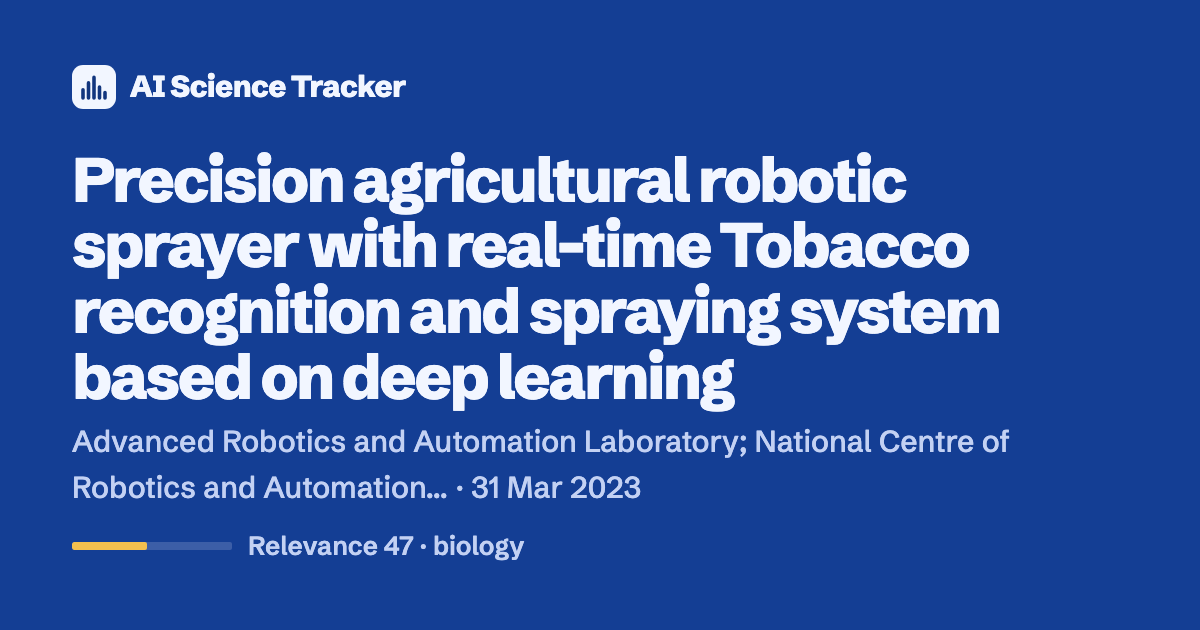 AI Science Tracker
Precision agricultural robotic
sprayer with real-time Tobacco
recognition and spraying system
based on deep learning
Advanced Robotics and Automation Laboratory; National Centre of
Robotics and Automation... · 31 Mar 2023
Relevance 47 · biology